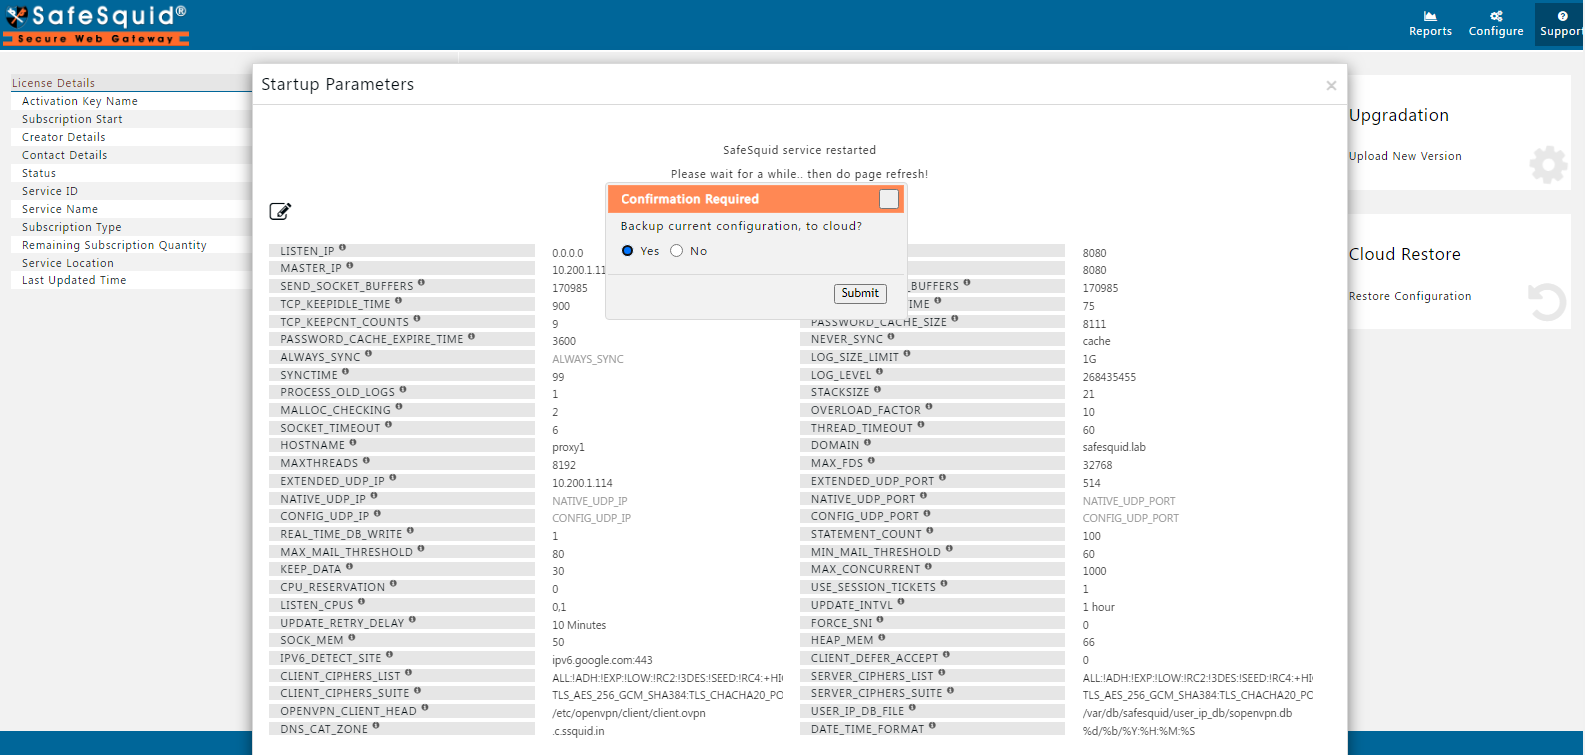 SafeSquid®
Secure Web Gateway
Reports
Configure
Support
License Details
Activation Key Name
Subscription Start
Creator Details
Contact Details
Status
Service ID
Service Name
Subscription Type
Remaining Subscription Quantity
Service Location
Last Updated Time
Startup Parameters
×
SafeSquid service restarted
Please wait for a while.. then do page refresh!
Confirmation Required
Backup current configuration, to cloud?
Yes No
Submit
LISTEN_IP 0.0.0.0 8080
MASTER_IP 10.200.1.11 8080
SEND_SOCKET_BUFFERS 170985 _BUFFERS 170985
TCP_KEEPIDLE_TIME 900 IME 75
TCP_KEEPCNT_COUNTS 9 PASSWORD_CACHE_SIZE 8111
PASSWORD_CACHE_EXPIRE_TIME 3600 NEVER_SYNC cache
ALWAYS_SYNC ALWAYS_SYNC LOG_SIZE_LIMIT 1G
SYNCTIME 99 LOG_LEVEL 268435455
PROCESS_OLD_LOGS 1 STACKSIZE 21
MALLOC_CHECKING 2 OVERLOAD_FACTOR 10
SOCKET_TIMEOUT 6 THREAD_TIMEOUT 60
HOSTNAME proxy1 DOMAIN safesquid.lab
MAXTHREADS 8192 MAX_FDS 32768
EXTENDED_UDP_IP 10.200.1.114 EXTENDED_UDP_PORT 514
NATIVE_UDP_IP NATIVE_UDP_IP NATIVE_UDP_PORT NATIVE_UDP_PORT
CONFIG_UDP_IP CONFIG_UDP_IP CONFIG_UDP_PORT CONFIG_UDP_PORT
REAL_TIME_DB_WRITE 1 STATEMENT_COUNT 100
MAX_MAIL_THRESHOLD 80 MIN_MAIL_THRESHOLD 60
KEEP_DATA 30 MAX_CONCURRENT 1000
CPU_RESERVATION 0 USE_SESSION_TICKETS 1
LISTEN_CPUS 0,1 UPDATE_INTVL 1 hour
UPDATE_RETRY_DELAY 10 Minutes FORCE_SNI 0
SOCK_MEM 50 HEAP_MEM 66
IPV6_DETECT_SITE ipv6.google.com:443 CLIENT_DEFER_ACCEPT 0
CLIENT_CIPHERS_LIST ALL:!ADH:!EXP:!LOW:!RC2:!3DES:!SEED:!RC4:+HI SERVER_CIPHERS_LIST ALL:!ADH:!EXP:!LOW:!RC2:!3DES:!SEED:!RC4:+HI
CLIENT_CIPHERS_SUITE TLS_AES_256_GCM_SHA384:TLS_CHACHA20_PO SERVER_CIPHERS_SUITE TLS_AES_256_GCM_SHA384:TLS_CHACHA20_PO
OPENVPN_CLIENT_HEAD /etc/openvpn/client/client.ovpn USER_IP_DB_FILE /var/db/safesquid/user_ip_db/sopenvpn.db
DNS_CAT_ZONE .c.ssquid.in DATE_TIME_FORMAT %d/%b/%Y:%H:%M:%S
Upgradation
Upload New Version
Cloud Restore
Restore Configuration